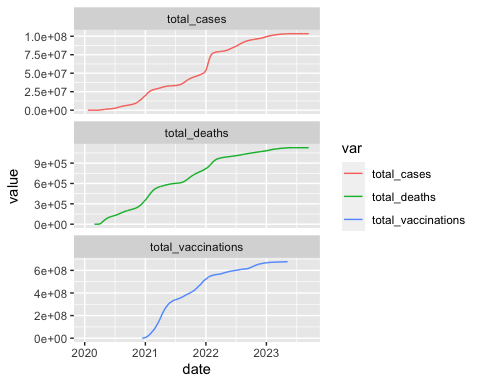 total_cases
1.0e+08
7.5e+07
5.0e+07
2.5e+07
0.0e+00
total_deaths
9e+05
6e+05
3e+05
0e+00
total_vaccinations
6e+08
4e+08
2e+08
0e+00
2020 2021 2022 2023
date
value
var
total_cases
total_deaths
total_vaccinations